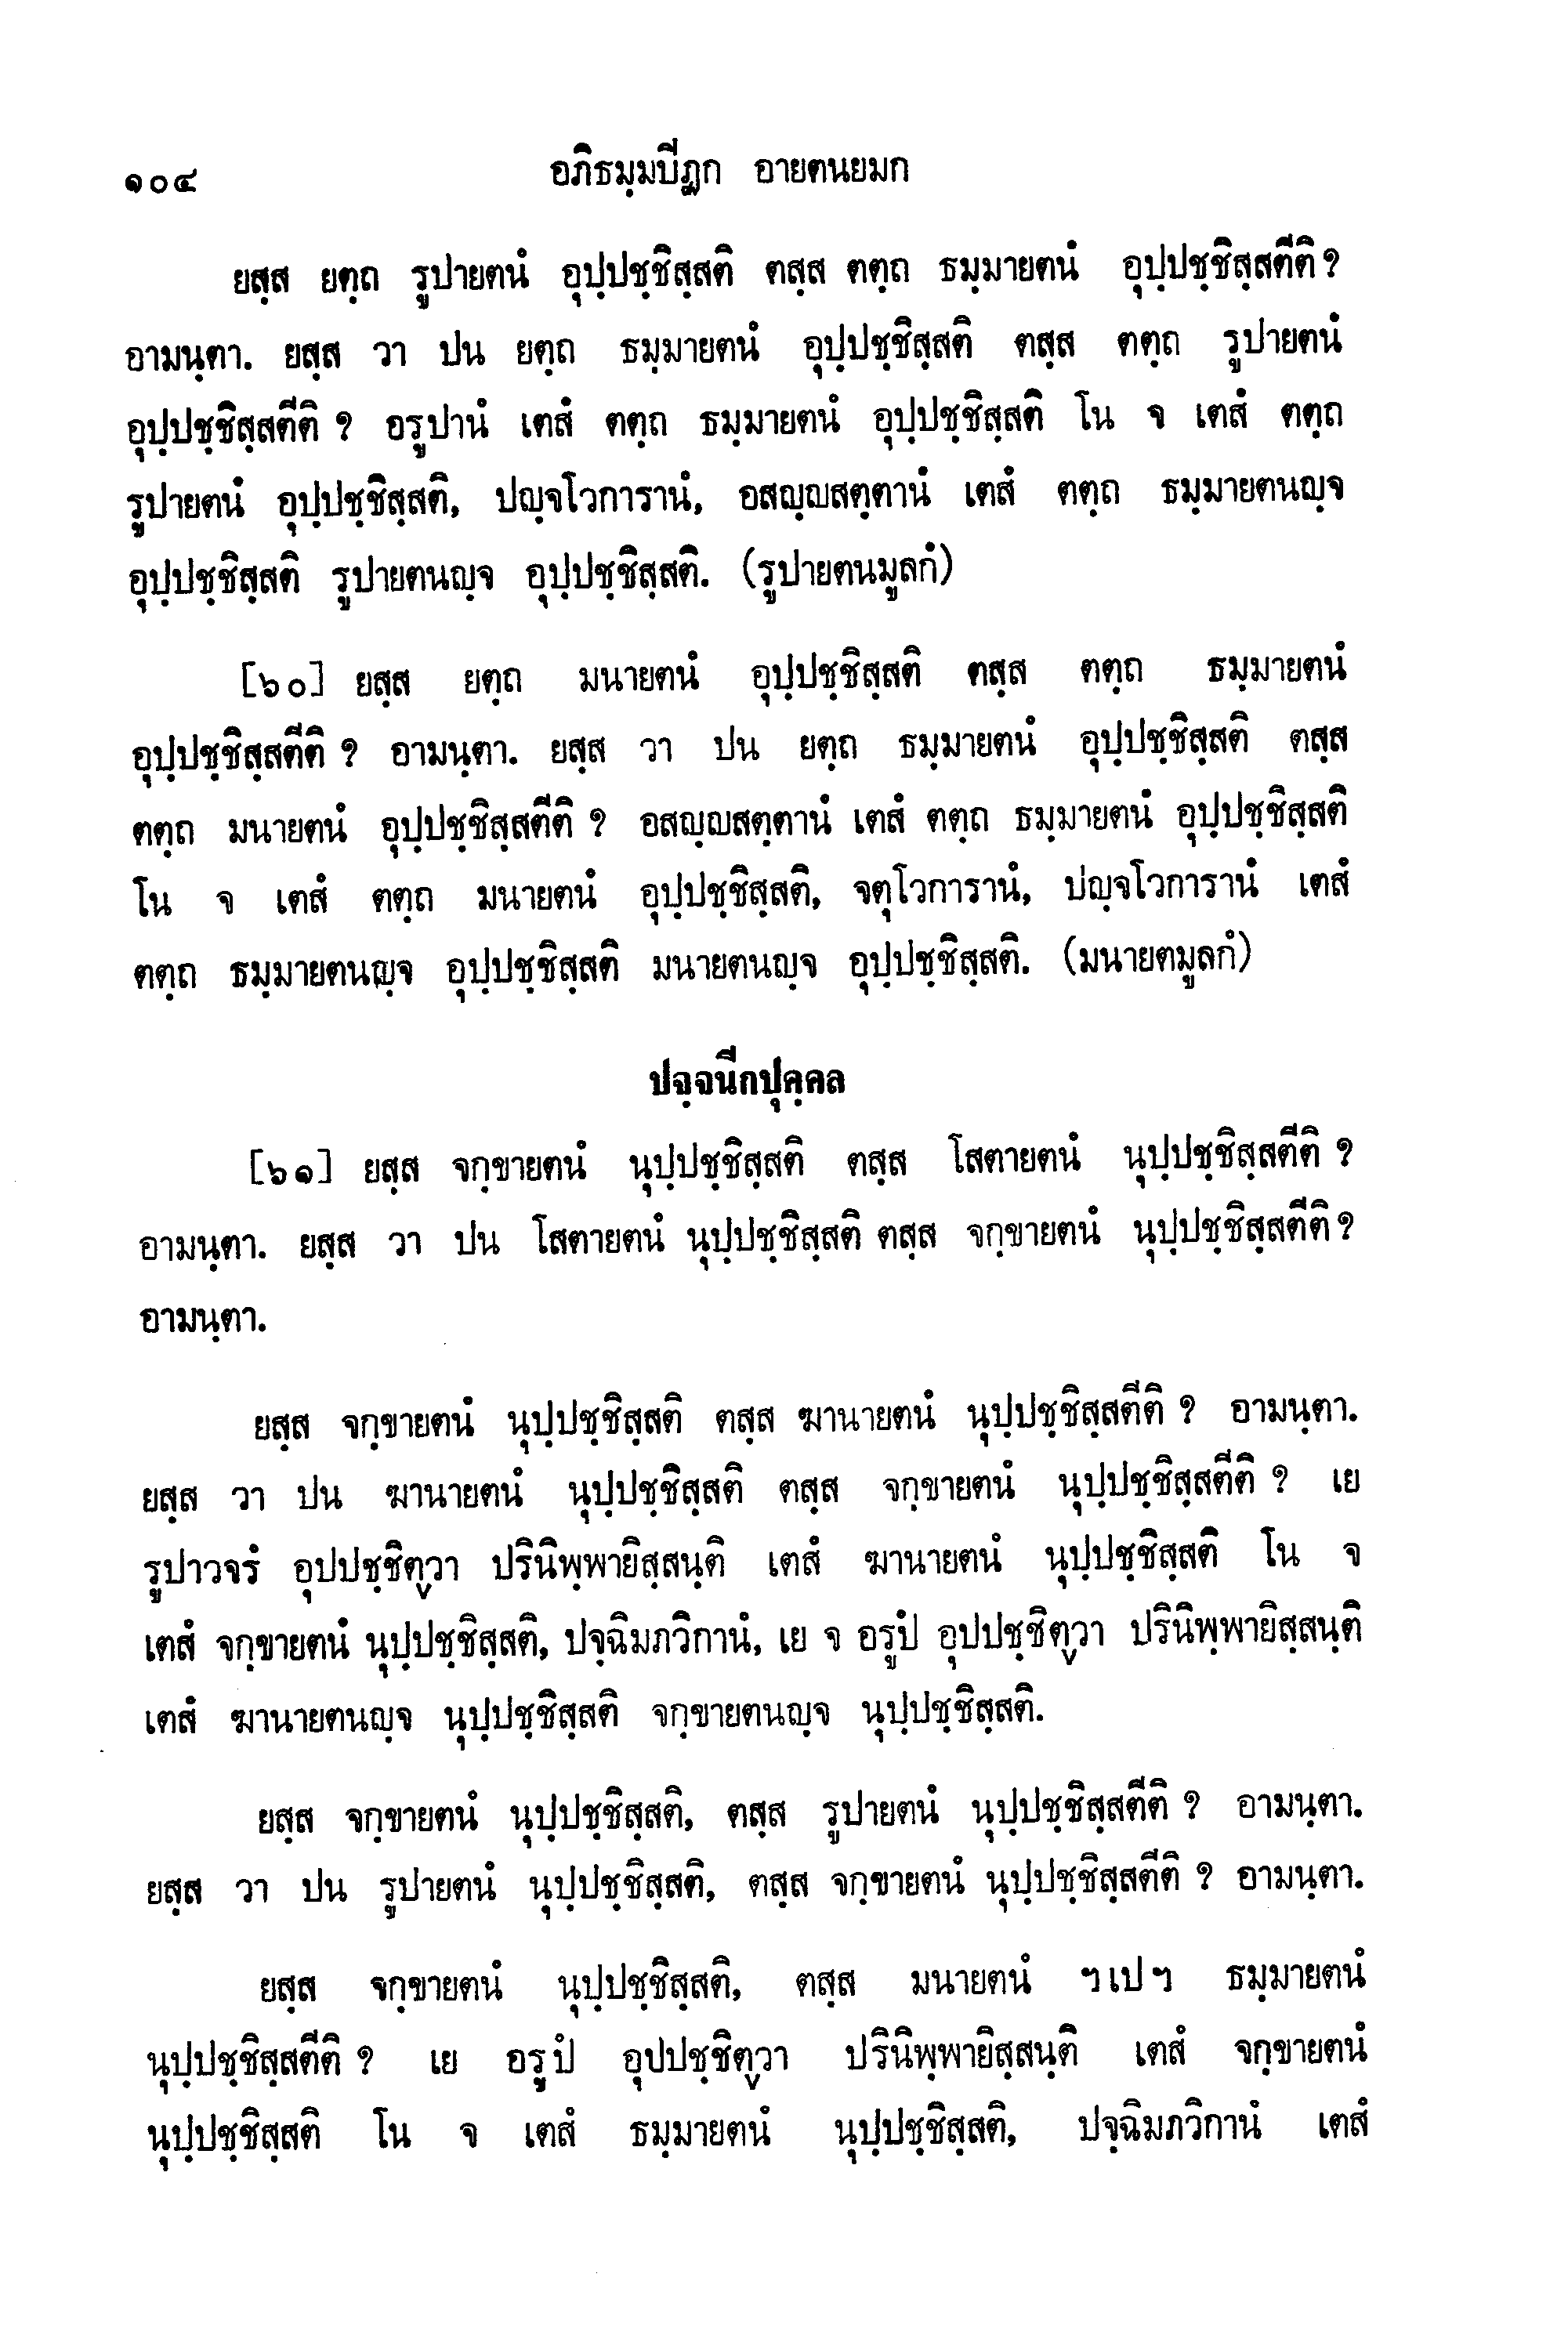 ๑๐๔ อภิธมฺมปีฏก อายตนยมก
ยสฺส ยตฺถ รูปายตนํ อุปฺปชฺชิสฺสติ ตสฺส ตตฺถ ธมฺมายตนํ อุปฺปชฺชิสฺสตีติ ?
อามนฺตา. ยสฺส วา ปน ยตฺถ ธมฺมายตนํ อุปฺปชฺชิสฺสติ ตสฺส ตตฺถ รูปายตนํ
อุปฺปชฺชิสฺสตีติ ? อรูปานํ เตสํ ตตฺถ ธมฺมายตนํ อุปฺปชฺชิสฺสติ โน จ เตสํ ตตฺถ
รูปายตนํ อุปฺปชฺชิสฺสติ, ปญฺจโวการานํ, อสญฺญสตฺตานํ เตสํ ตตฺถ ธมฺมายตนญฺจ
อุปฺปชฺชิสฺสติ รูปายตนญฺจ อุปฺปชฺชิสฺสติ. (รูปายตนมูลกํ)
[๖๐] ยสฺส ยตฺถ มนายตนํ อุปฺปชฺชิสฺสติ ตสฺส ตตฺถ ธมฺมายตนํ
อุปฺปชฺชิสฺสตีติ ? อามนฺตา. ยสฺส วา ปน ยตฺถ ธมฺมายตนํ อุปฺปชฺชิสฺสติ ตสฺส
ตตฺถ มนายตนํ อุปฺปชฺชิสฺสตีติ ? อสญฺญสตฺตานํ เตสํ ตตฺถ ธมฺมายตนํ อุปฺปชฺชิสฺสติ
โน จ เตสํ ตตฺถ มนายตนํ อุปฺปชฺชิสฺสติ, จตุโวการานํ, ปญฺจโวการานํ เตสํ
ตตฺถ ธมฺมายตนญฺจ อุปฺปชฺชิสฺสติ มนายตนญฺจ อุปฺปชฺชิสฺสติ. (มนายตมูลกํ)
ปจฺจนีกปุคฺคล
[๖๑] ยสฺส จกฺขายตนํ นุปฺปชฺชิสฺสติ ตสฺส โสตายตนํ นุปฺปชฺชิสฺสตีติ ?
อามนฺตา. ยสฺส วา ปน โสตายตนํ นุปฺปชฺชิสฺสติ ตสฺส จกฺขายตนํ นุปฺปชฺชิสฺสตีติ ?
อามนฺตา.
ยสฺส จกฺขายตนํ นุปฺปชฺชิสฺสติ ตสฺส ฆานายตนํ นุปฺปชฺชิสฺสตีติ ? อามนฺตา.
ยสฺส วา ปน ฆานายตนํ นุปฺปชฺชิสฺสติ ตสฺส จกฺขายตนํ นุปฺปชฺชิสฺสตีติ ? เย
รูปาวจรํ อุปปชฺชิตฺวา ปรินิพฺพายิสฺสนฺติ เตสํ ฆานายตนํ นุปฺปชฺชิสฺสติ โน จ
เตสํ จกฺขายตนํ นุปฺปชฺชิสฺสติ, ปจฺฉิมภวิกานํ, เย จ อรูปํ อุปปชฺชิตฺวา ปรินิพฺพายิสฺสนฺติ
เตสํ ฆานายตนญฺจ นุปฺปชฺชิสฺสติ จกฺขายตนญฺจ นุปฺปชฺชิสฺสติ.
ยสฺส จกฺขายตนํ นุปฺปชฺชิสฺสติ, ตสฺส รูปายตนํ นุปฺปชฺชิสฺสตีติ ? อามนฺตา.
ยสฺส วา ปน รูปายตนํ นุปฺปชฺชิสฺสติ, ตสฺส จกฺขายตนํ นุปฺปชฺชิสฺสตีติ ? อามนฺตา.
ยสฺส จกฺขายตนํ นุปฺปชฺชิสฺสติ, ตสฺส มนายตนํ ฯ เป ฯ ธมฺมายตนํ
นุปฺปชฺชิสฺสตีติ ? เย อรูปํ อุปปชฺชิตฺวา ปรินิพฺพายิสฺสนฺติ เตสํ จกฺขายตนํ
นุปฺปชฺชิสฺสติ โน จ เตสํ ธมฺมายตนํ นุปฺปชฺชิสฺสติ, ปจฺฉิมภวิกานํ เตสํ